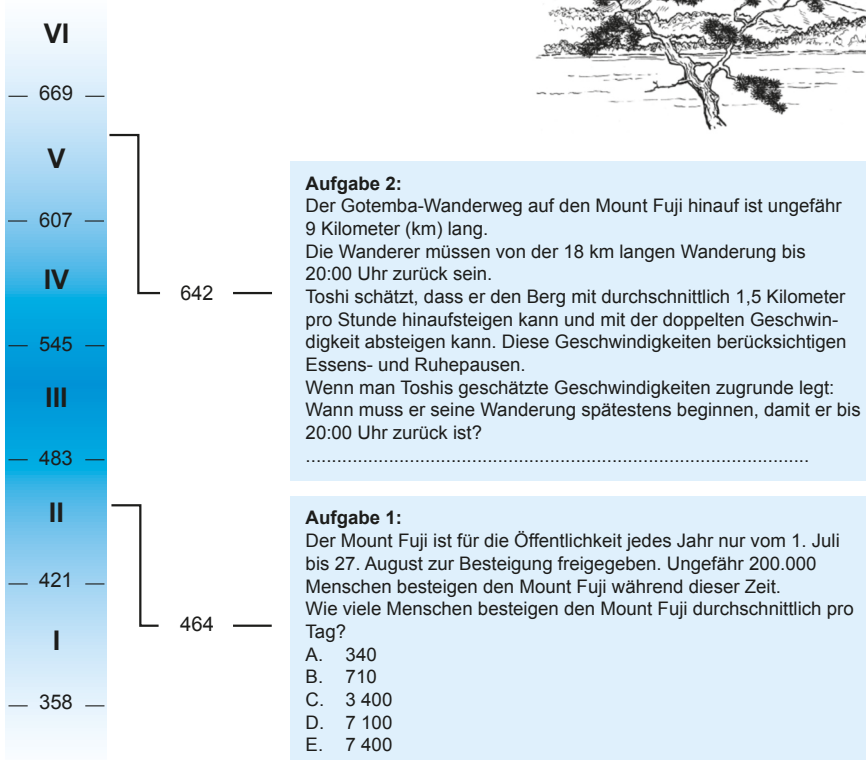 VI
— 669 —
V
— 607 —
IV
— 545 —
III
— 483 —
II
— 421 —
I
— 358 —
642
464
Aufgabe 2:
Der Gotemba-Wanderweg auf den Mount Fuji hinauf ist ungefähr
9 Kilometer (km) lang.
Die Wanderer müssen von der 18 km langen Wanderung bis
20:00 Uhr zurück sein.
Toshi schätzt, dass er den Berg mit durchschnittlich 1,5 Kilometer
pro Stunde hinaufsteigen kann und mit der doppelten Geschwin-
digkeit absteigen kann. Diese Geschwindigkeiten berücksichtigen
Essens- und Ruhepausen.
Wenn man Toshis geschätzte Geschwindigkeiten zugrunde legt:
Wann muss er seine Wanderung spätestens beginnen, damit er bis
20:00 Uhr zurück ist?
.................................................................................................
Aufgabe 1:
Der Mount Fuji ist für die Öffentlichkeit jedes Jahr nur vom 1. Juli
bis 27. August zur Besteigung freigegeben. Ungefähr 200.000
Menschen besteigen den Mount Fuji während dieser Zeit.
Wie viele Menschen besteigen den Mount Fuji durchschnittlich pro
Tag?
A. 340
B. 710
C. 3 400
D. 7 100
E. 7 400